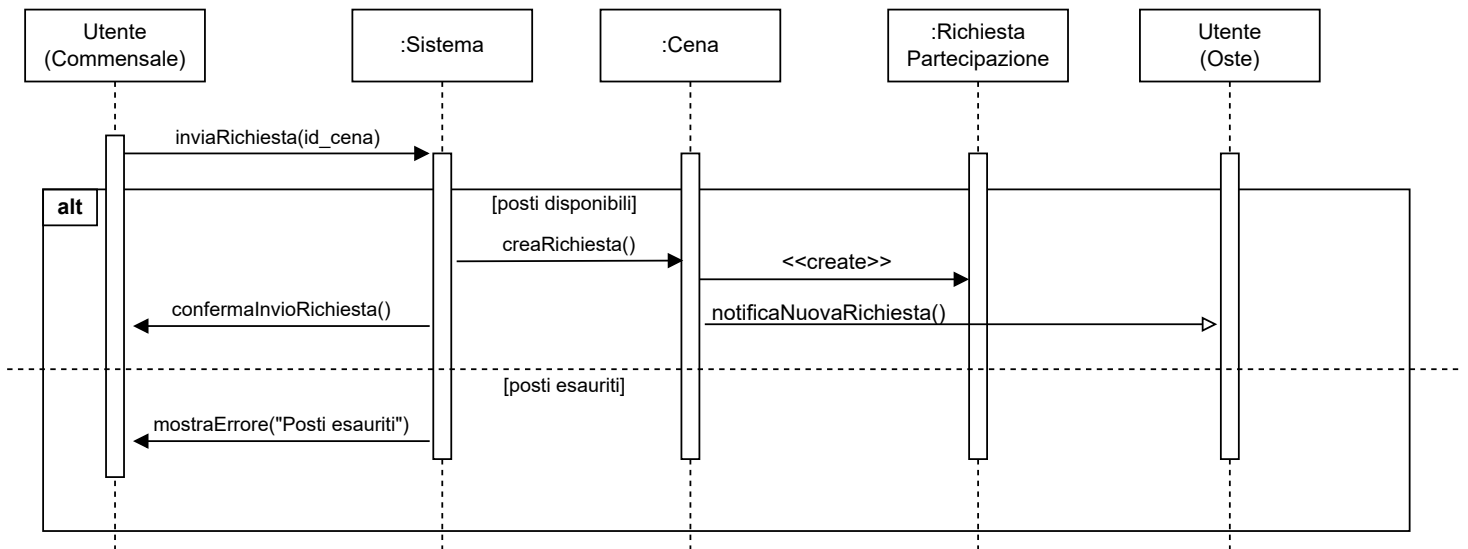 Utente
(Commensale)
:Sistema
:Cena
:Richiesta
Partecipazione
Utente
(Oste)
inviaRichiesta(id_cena)
alt
[posti disponibili]
creaRichiesta()
<<create>>
confermaInvioRichiesta()
notificaNuovaRichiesta()
[posti esauriti]
mostraErrore("Posti esauriti")